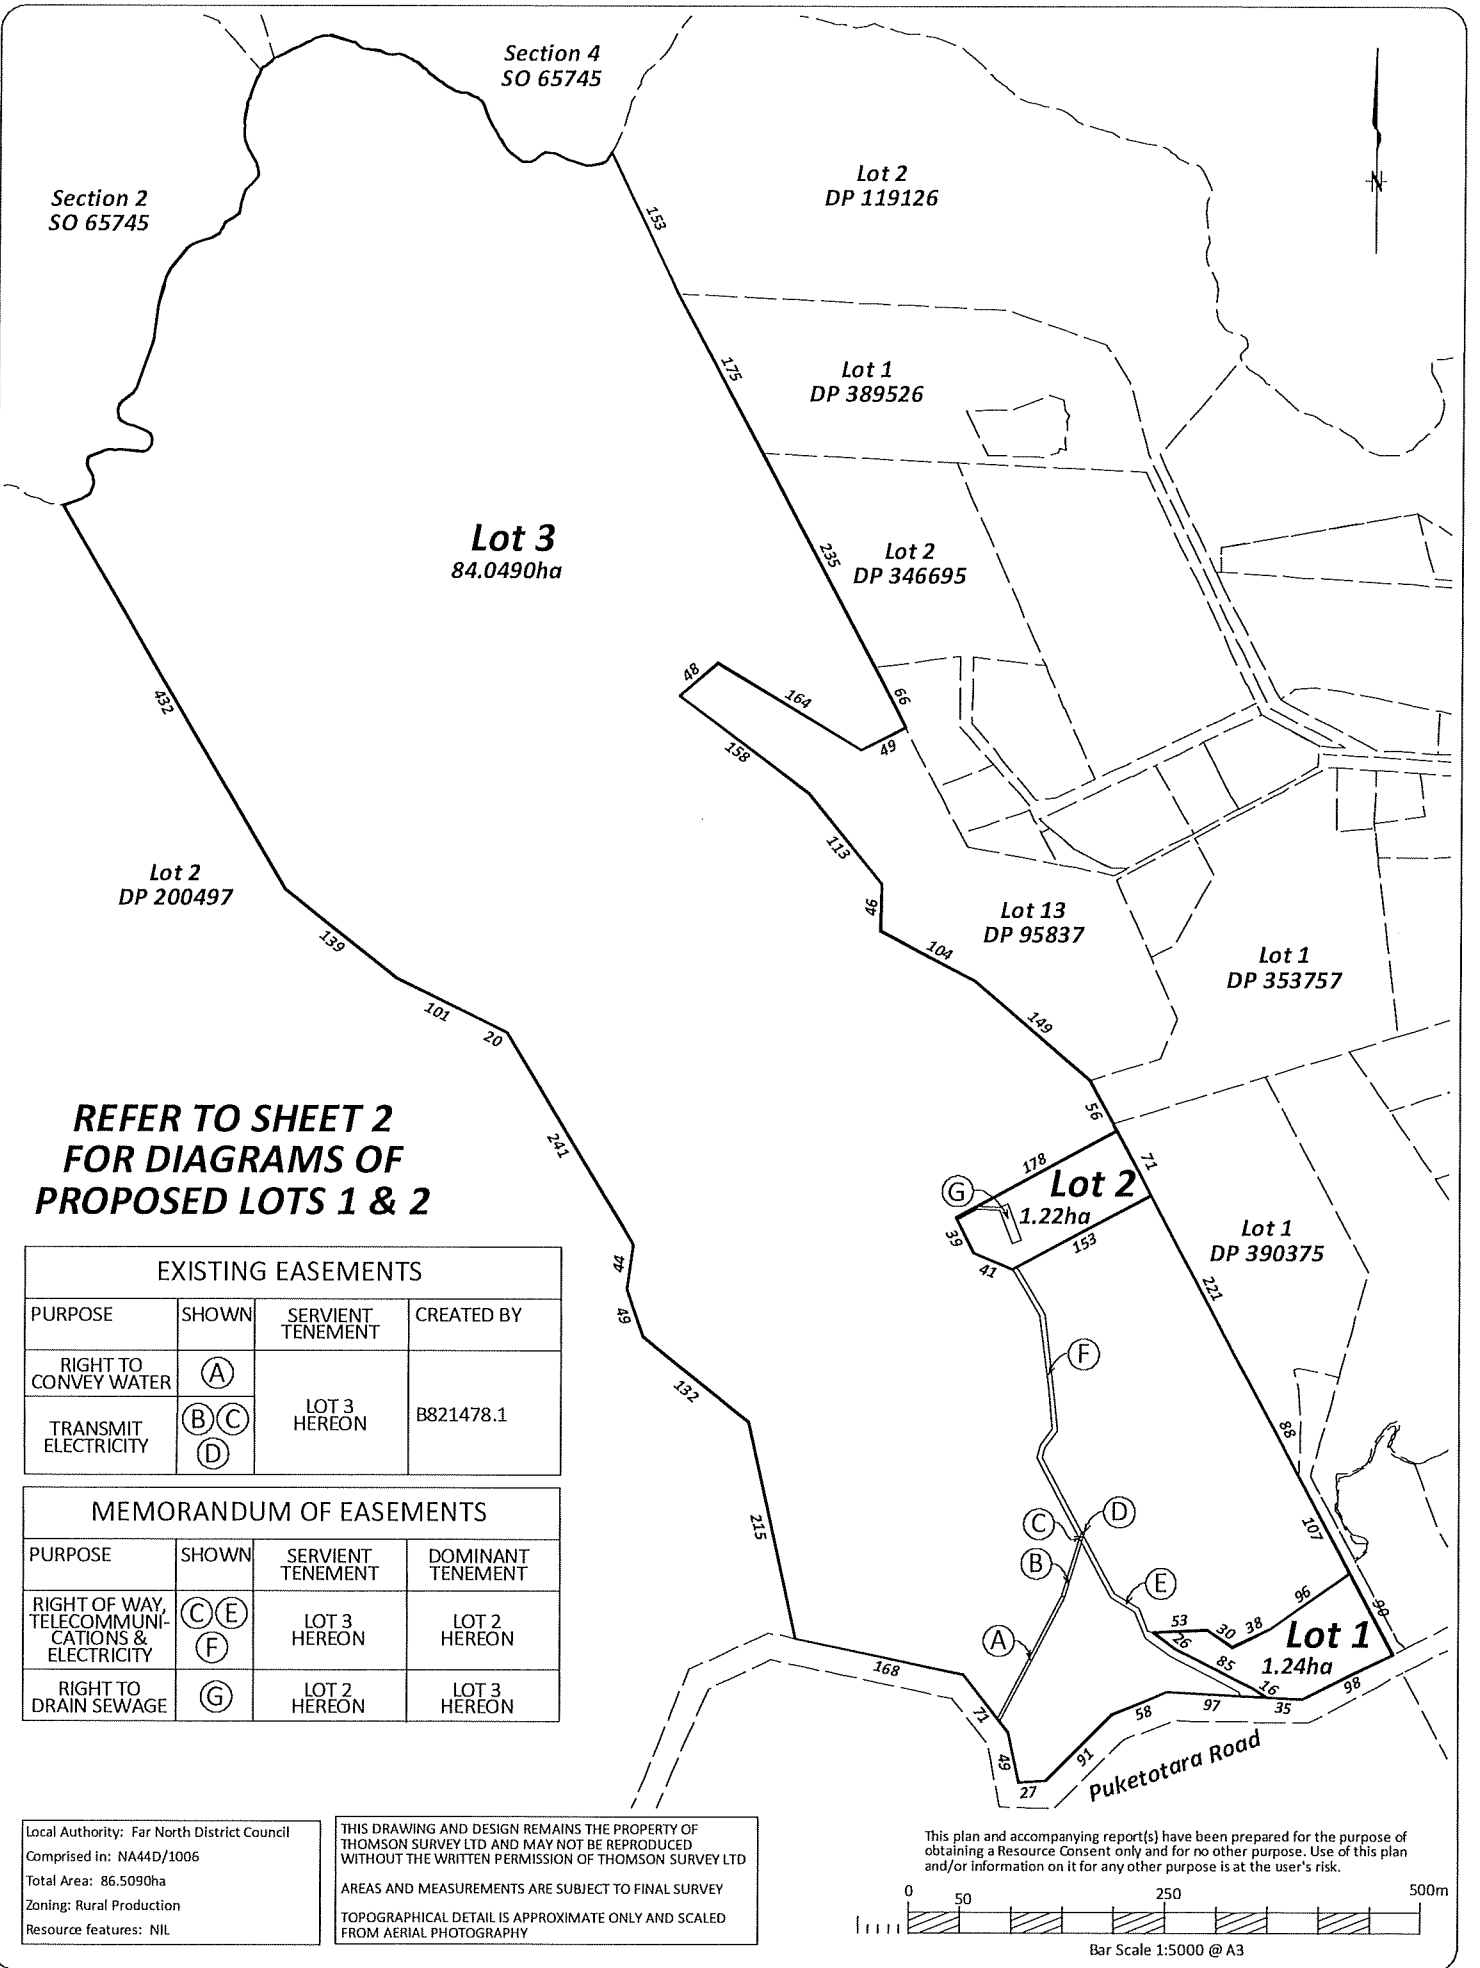 Section 4
SO 65745
Section 2
SO 65745
Lot 2
DP 119126
N
153
175
Lot 1
DP 389526
235
Lot 2
DP 346695
Lot 3
84.0490ha
48
164
66
49
158
432
113
46
Lot 2
DP 200497
Lot 13
DP 95837
104
139
Lot 1
DP 353757
101
20
149
56
REFER TO SHEET 2
FOR DIAGRAMS OF
PROPOSED LOTS 1 & 2
241
178
71
Lot 2
1.22ha
G
39
153
41
Lot 1
DP 390375
221
44
49
F
132
88
215
107
C
D
B
E
A
53
30
38
96
90
26
85
16
Lot 1
1.24ha
98
35
97
58
91
27
49
71
168
Puketotara Road
EXISTING EASEMENTS
PURPOSE SHOWN SERVIENT TENEMENT CREATED BY
RIGHT TO CONVEY WATER A LOT 3 HEREON B821478.1
TRANSMIT ELECTRICITY B C D
MEMORANDUM OF EASEMENTS
PURPOSE SHOWN SERVIENT TENEMENT DOMINANT TENEMENT
RIGHT OF WAY,
TELECOMMUNI-
CATIONS &
ELECTRICITY
C E
F
LOT 3
HEREON
LOT 2
HEREON
RIGHT TO
DRAIN SEWAGE
G
LOT 2
HEREON
LOT 3
HEREON
Local Authority: Far North District Council
Comprised in: NA44D/1006
Total Area: 86.5090ha
Zoning: Rural Production
Resource features: NIL
THIS DRAWING AND DESIGN REMAINS THE PROPERTY OF
THOMSON SURVEY LTD AND MAY NOT BE REPRODUCED
WITHOUT THE WRITTEN PERMISSION OF THOMSON SURVEY LTD
AREAS AND MEASUREMENTS ARE SUBJECT TO FINAL SURVEY
TOPOGRAPHICAL DETAIL IS APPROXIMATE ONLY AND SCALED
FROM AERIAL PHOTOGRAPHY
This plan and accompanying report(s) have been prepared for the purpose of
obtaining a Resource Consent only and for no other purpose. Use of this plan
and/or information on it for any other purpose is at the user's risk.
0 50 250 500m
Bar Scale 1:5000 @ A3